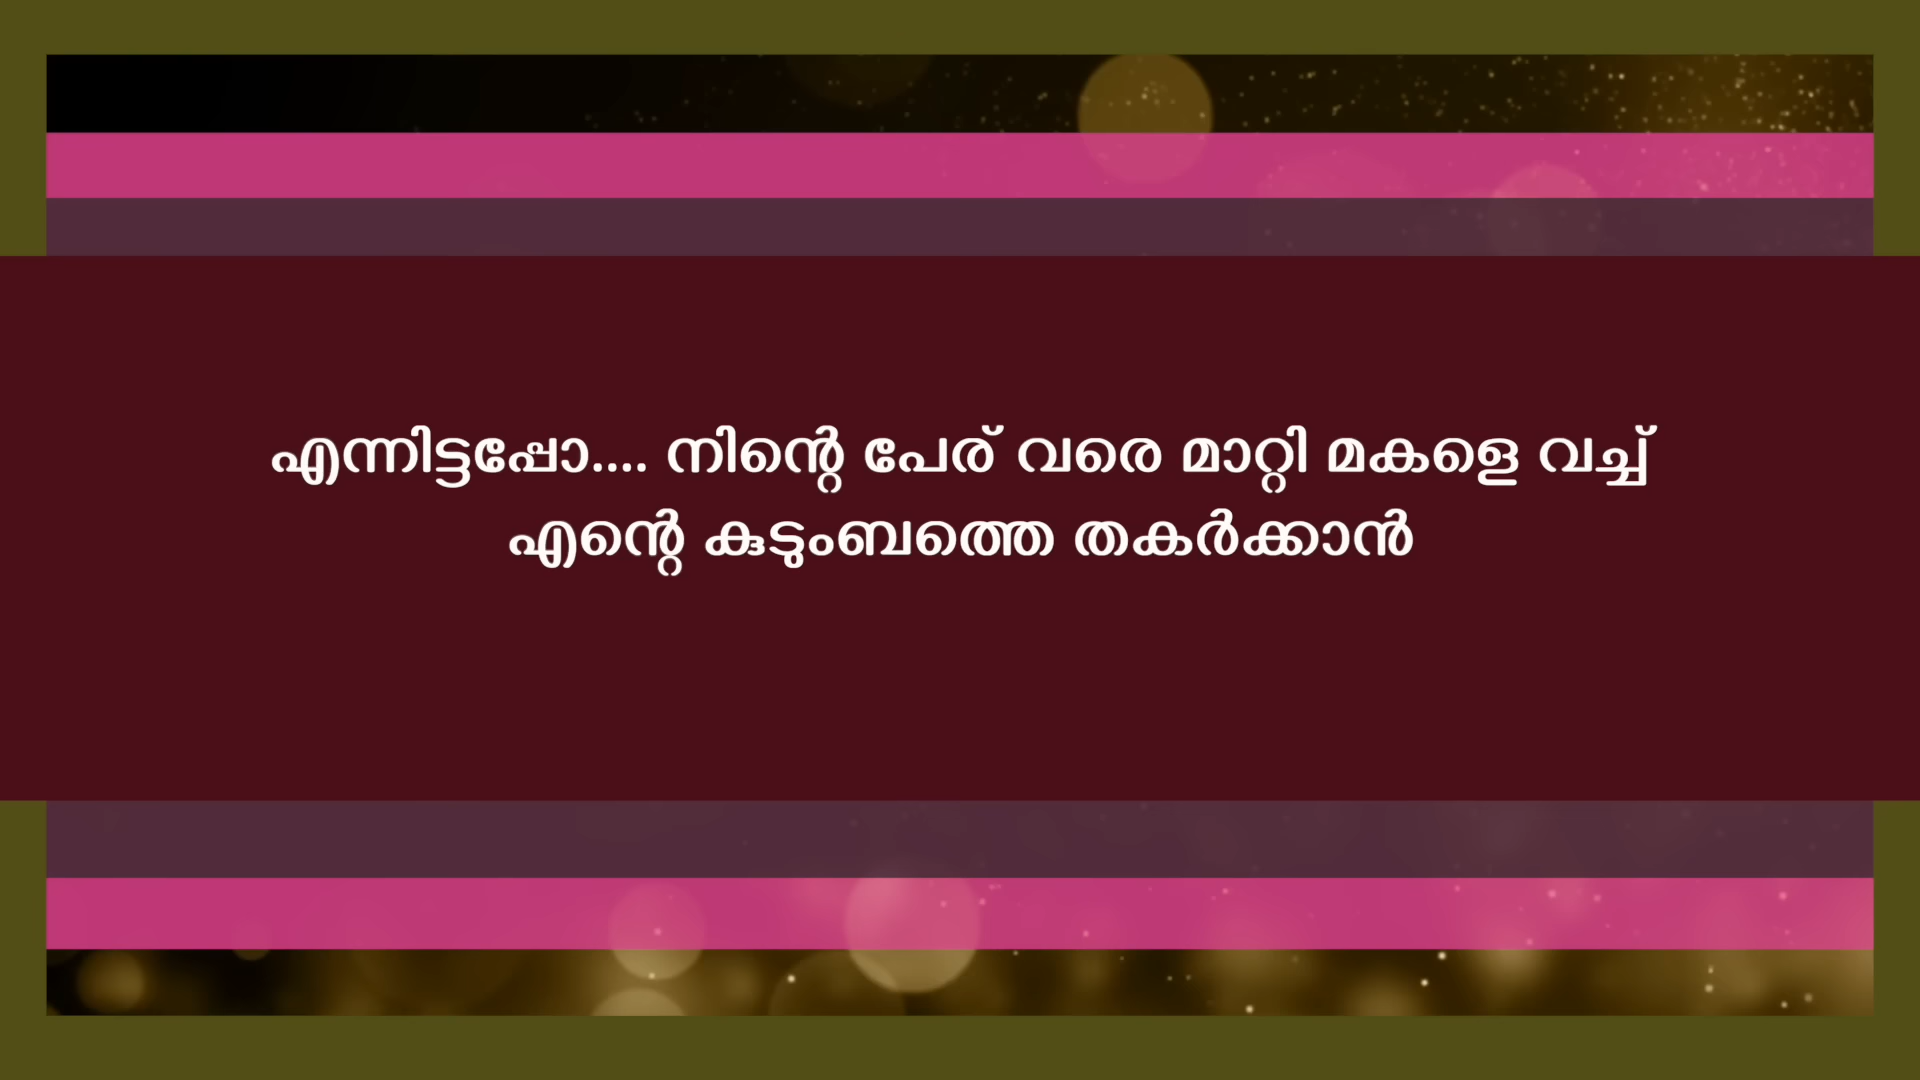 എന്നിട്ടപ്പോ.... നിന്റെ പേര് വരെ മാറ്റി മകളെ വച്ച്
എന്റെ കുടുംബത്തെ തകർക്കാൻ